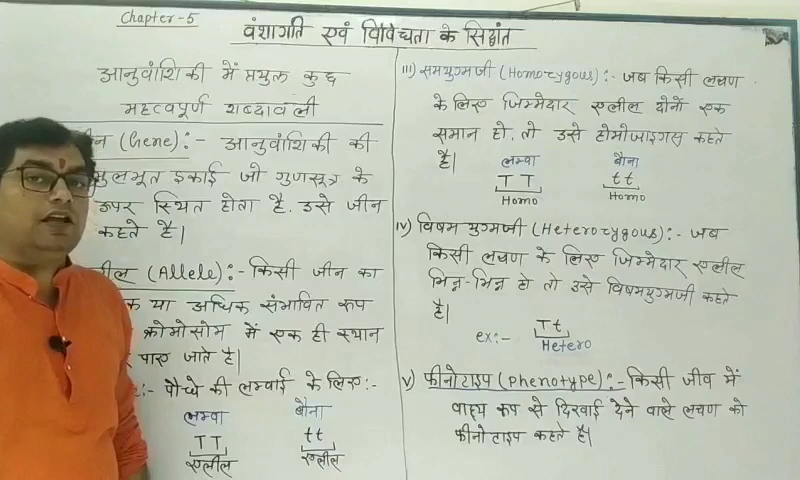 Chapter-5
वंशागति एवं विविधता के सिद्धांत
आनुवांशिकी में प्रयुक्त कुछ
महत्वपूर्ण शब्दावली
(Gene):- आनुवांशिकी की
मुलभूत इकाई जो गुणसूत्र के
उपर स्थित होता है. उसे जीन
कहते है।
(Allele):- किसी जीन का
या अधिक संभावित रूप
क्रोमोसोम में एक ही स्थान
पाए जाते है।
:- पौधे की लम्बाई के लिए:-
लम्बा बौना
TT tt
एलील एलील
iii) समयुग्मजी (Homozygous):- जब किसी लक्षण
के लिए जिम्मेदार एलील दोनों एक
समान हो. तो उसे होमोजाइगस कहते
है।
लम्बा बौना
TT tt
Homo Homo
iv) विषम युग्मजी (Heterozygous):- जब
किसी लक्षण के लिए जिम्मेदार एलील
भिन्न-भिन्न हो तो उसे विषमयुग्मजी कहते
है।
ex:- Tt
Hetero
v) फीनोटाइप (Phenotype):- किसी जीव में
वाह्य रूप से दिखाई देने वाले लक्षण को
फीनोटाइप कहते है।